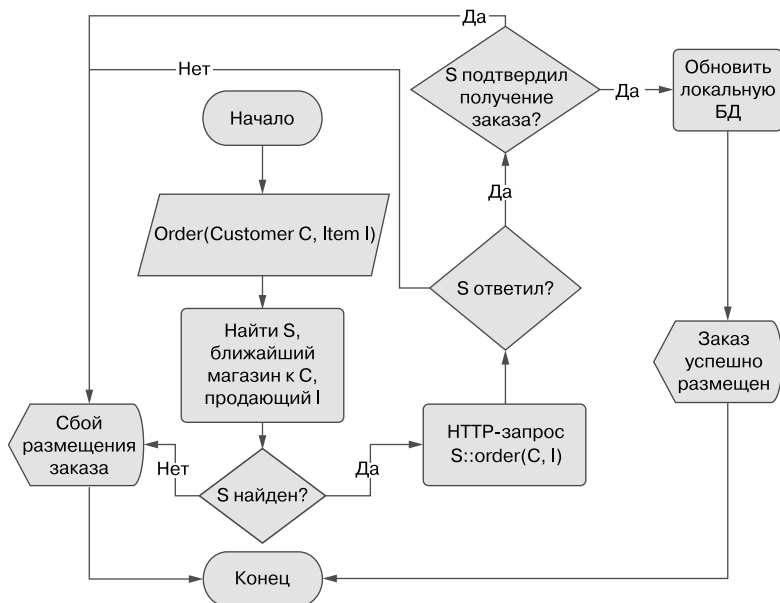 Да
Нет
S подтвердил
получение
заказа?
Да
Обновить
локальную
БД
Начало
Да
Order(Customer C, Item I)
S ответил?
Найти S,
ближайший
магазин к C,
продающий I
Заказ
успешно
размещен
Сбой
размещения
заказа
HTTP-запрос
S::order(C, I)
Нет
Да
S найден?
Конец